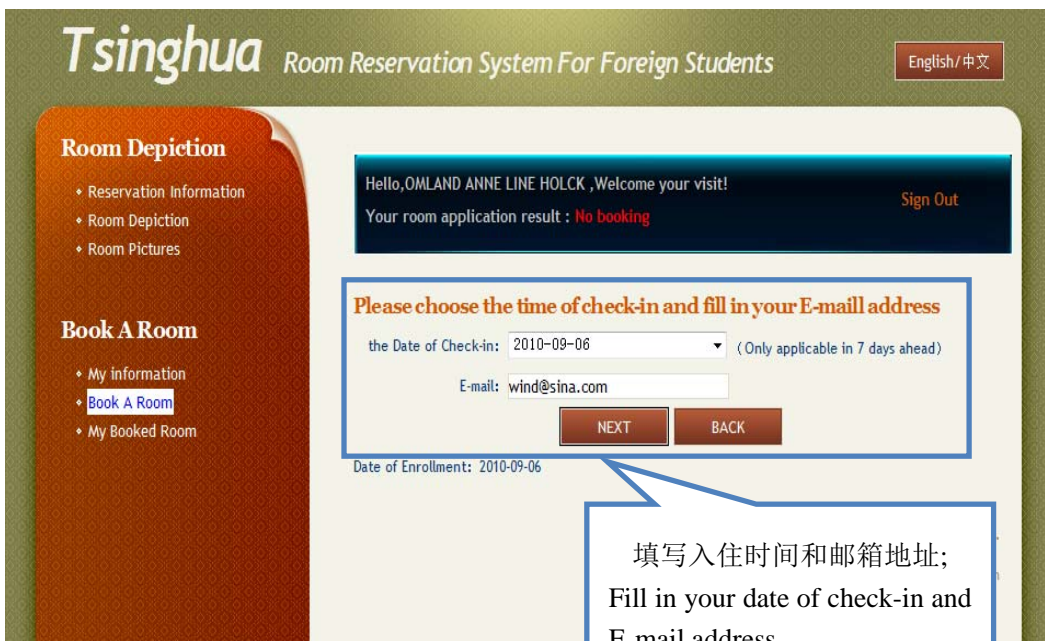 Tsinghua Room Reservation System For Foreign Students
English/中文
Room Depiction
Reservation Information
Room Depiction
Room Pictures
Book A Room
My information
Book A Room
My Booked Room
Hello,OMLAND ANNE LINE HOLCK ,Welcome your visit!
Sign Out
Your room application result : No booking
Please choose the time of check-in and fill in your E-maill address
the Date of Check-in: 2010-09-06 (Only applicable in 7 days ahead)
E-mail: wind@sina.com
NEXT BACK
Date of Enrollment: 2010-09-06
填写入住时间和邮箱地址;
Fill in your date of check-in and
E-mail address